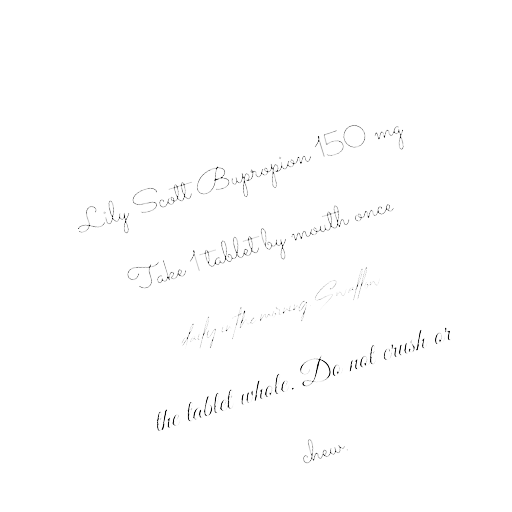 Lily Scott Bupropion 150 mg
Take 1 tablet by mouth once
daily in the morning
the tablet whole. Do not crush or
chew.